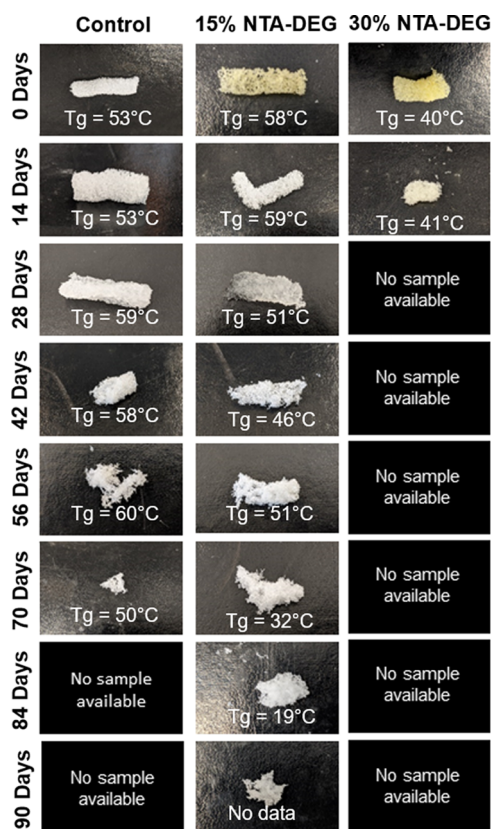 Control 15% NTA-DEG 30% NTA-DEG
0 Days
Tg = 53°C
Tg = 58°C
Tg = 40°C
14 Days
Tg = 53°C
Tg = 59°C
Tg = 41°C
28 Days
Tg = 59°C
Tg = 51°C
No sample
available
42 Days
Tg = 58°C
Tg = 46°C
No sample
available
56 Days
Tg = 60°C
Tg = 51°C
No sample
available
70 Days
Tg = 50°C
Tg = 32°C
No sample
available
84 Days
No sample
available
Tg = 19°C
No sample
available
90 Days
No sample
available
No data
No sample
available